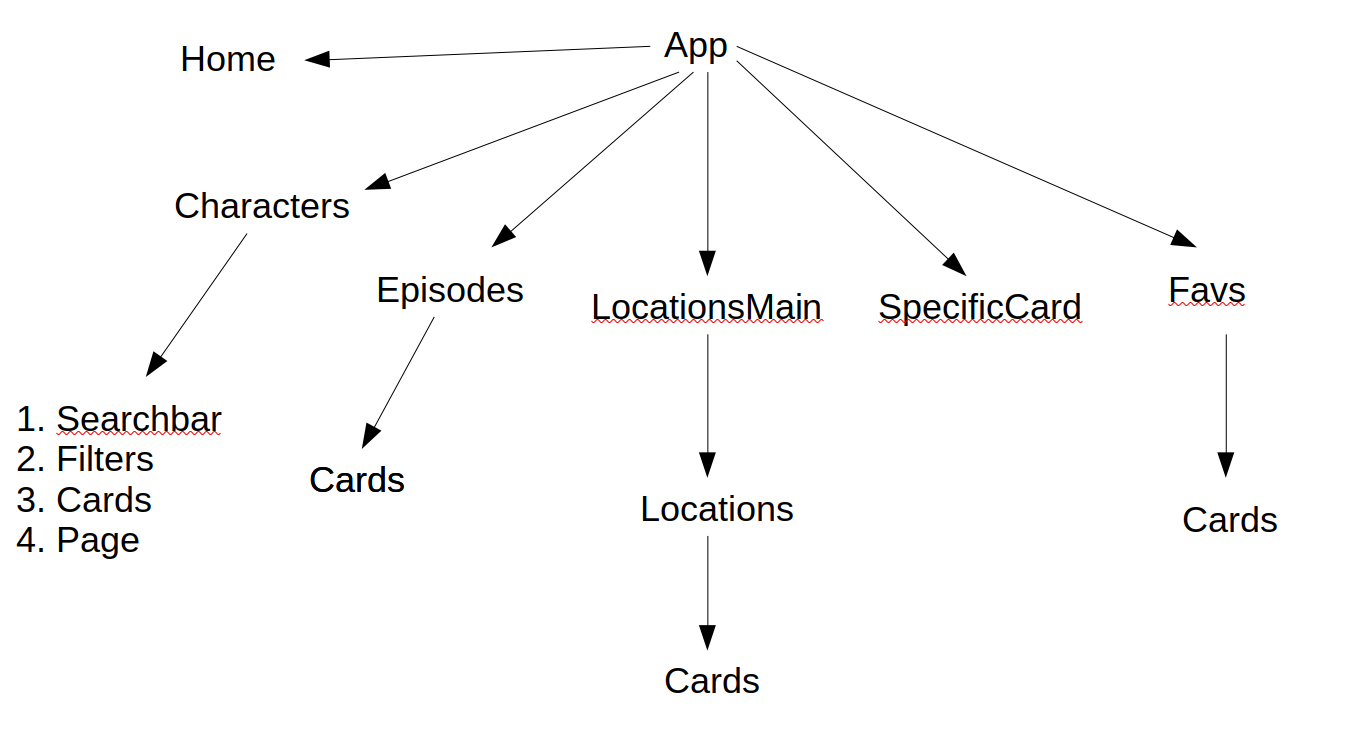 App
Home
Characters
Episodes
LocationsMain
SpecificCard
Favs
1. Searchbar
2. Filters
3. Cards
4. Page
Cards
Locations
Cards
Cards